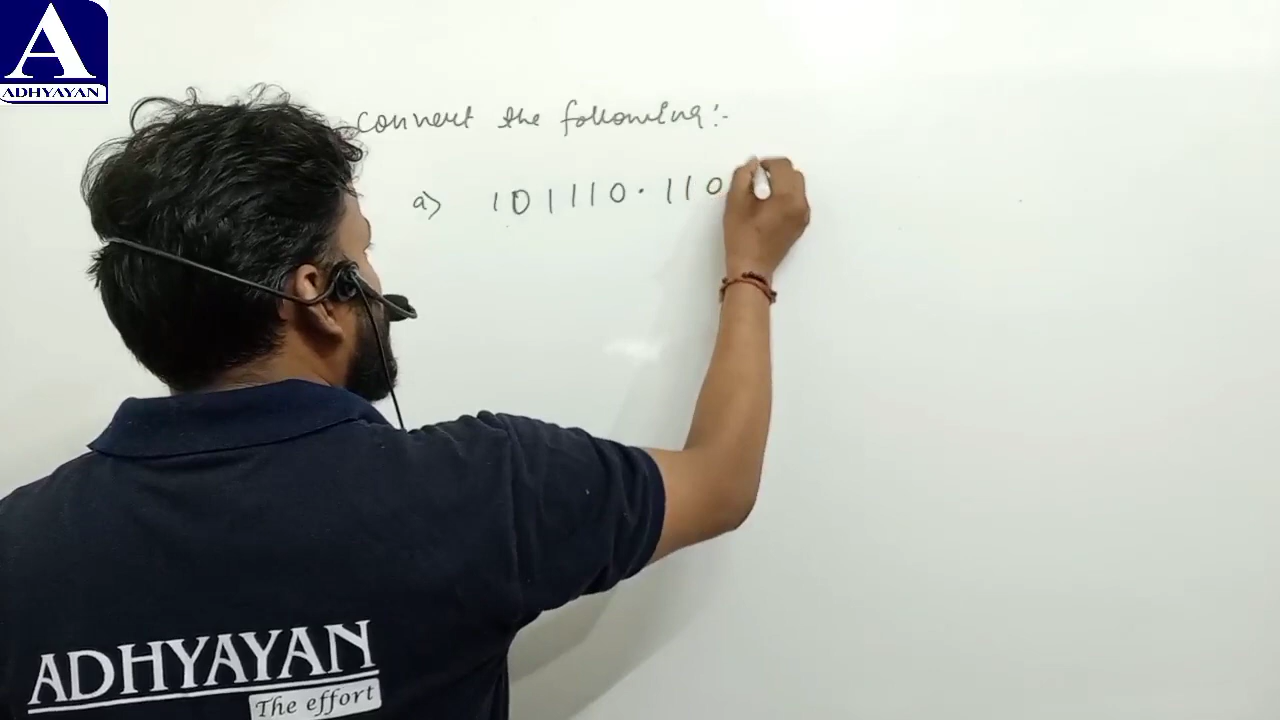 A
ADHYAYAN
Convert the following:-
a> 101110.110
ADHYAYAN
The effort